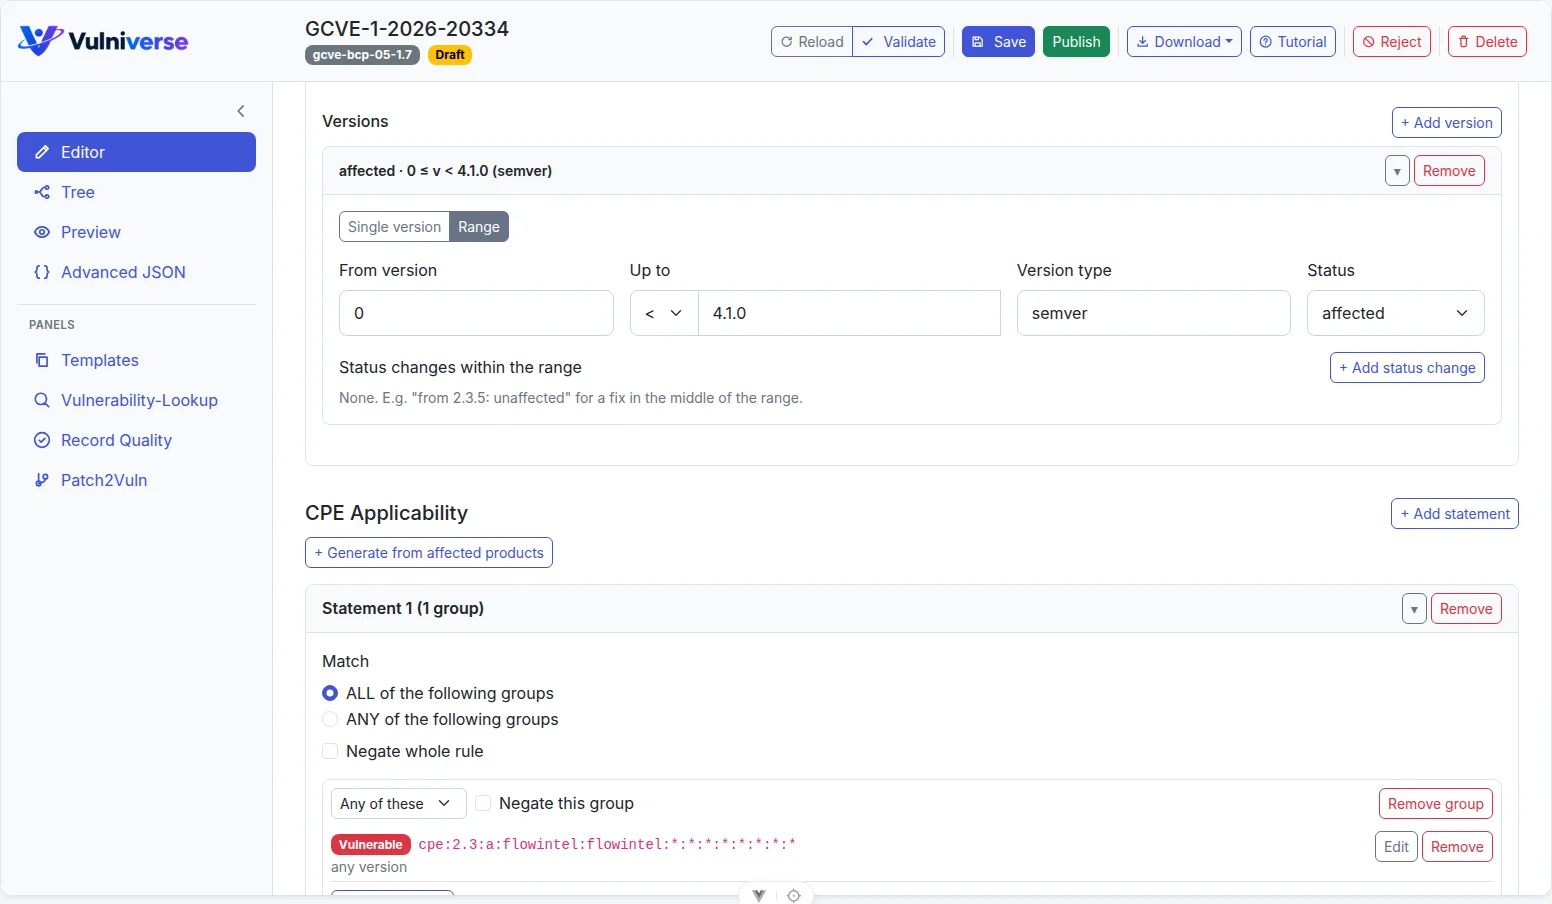 Vulniverse
GCVE-1-2026-20334
gcve-bcp-05-1.7 Draft
Reload Validate Save Publish Download Tutorial Reject Delete
Editor
Tree
Preview
Advanced JSON
PANELS
Templates
Vulnerability-Lookup
Record Quality
Patch2Vuln
Versions
+ Add version
affected · 0 ≤ v < 4.1.0 (semver)
Remove
Single version Range
From version Up to Version type Status
0 < 4.1.0 semver affected
Status changes within the range
+ Add status change
None. E.g. "from 2.3.5: unaffected" for a fix in the middle of the range.
CPE Applicability
+ Add statement
+ Generate from affected products
Statement 1 (1 group)
Remove
Match
ALL of the following groups
ANY of the following groups
Negate whole rule
Any of these Negate this group Remove group
Vulnerable cpe:2.3:a:flowintel:flowintel:*:*:*:*:*:*:*:* Edit Remove
any version